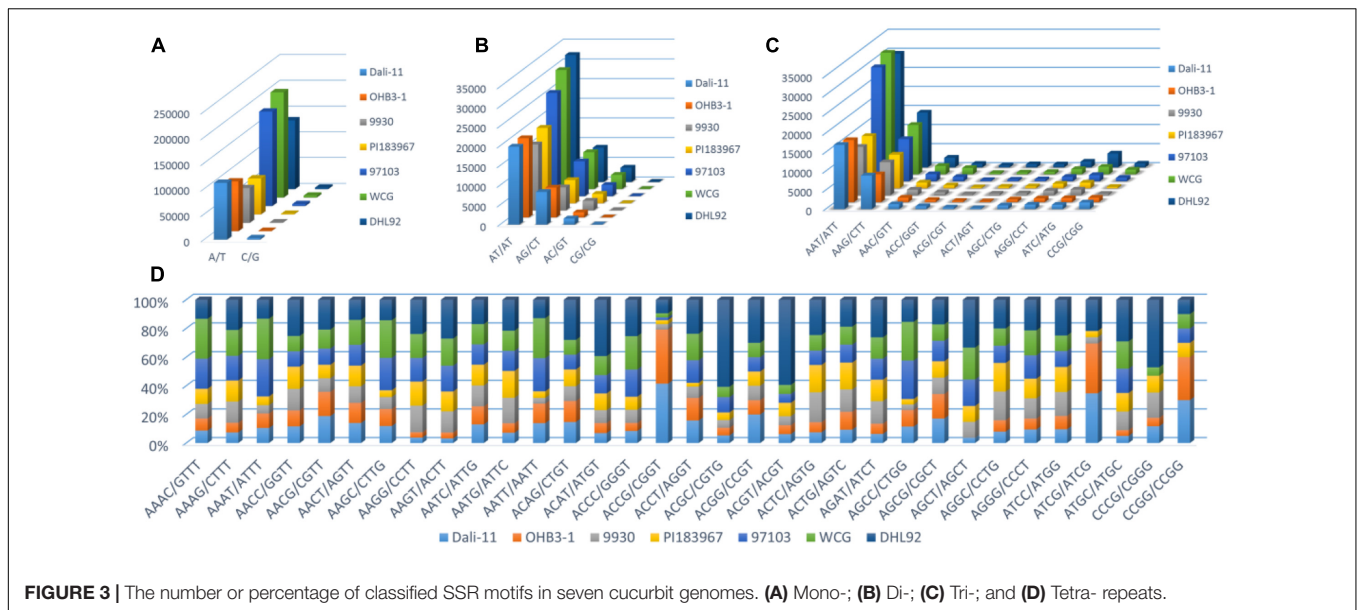 A
250000
200000
150000
100000
50000
0
A/T C/G
Dali-11
OHB3-1
9930
PI183967
97103
WCG
DHL92
B
35000
30000
25000
20000
15000
10000
5000
0
AT/AT
AG/CT
AC/GT
CG/CG
Dali-11
OHB3-1
9930
PI183967
97103
WCG
DHL92
C
35000
30000
25000
20000
15000
10000
5000
0
AAT/ATT
AAG/CTT
AAC/GTT
ACC/GGT
ACG/CGT
ACT/AGT
AGC/CTG
AGG/CCT
ATC/ATG
CCG/CGG
Dali-11
OHB3-1
9930
PI183967
97103
WCG
DHL92
D
100%
80%
60%
40%
20%
0%
AAAC/GTTT
AAAG/CTTT
AAAT/ATTT
AACC/GGTT
AACG/CGTT
AACT/AGTT
AAGC/CTTG
AAGG/CCTT
AAGT/ACTT
AATC/ATTG
AATG/ATTC
AATT/AATT
ACAG/CTGT
ACAT/ATGT
ACCC/GGGT
ACCG/CGGT
ACCT/AGGT
ACGC/CGTG
ACGG/CCGT
ACGT/ACGT
ACTC/AGTG
ACTG/AGTC
AGAT/ATCT
AGCC/CTGG
AGCG/CGCT
AGCT/AGCT
AGGC/CCTG
AGGG/CCCT
ATCC/ATGG
ATCG/ATCG
ATGC/ATGC
CCCG/CGGG
CCGG/CCGG
Dali-11 OHB3-1 9930 PI183967 97103 WCG DHL92
FIGURE 3 | The number or percentage of classified SSR motifs in seven cucurbit genomes. (A) Mono-; (B) Di-; (C) Tri-; and (D) Tetra- repeats.